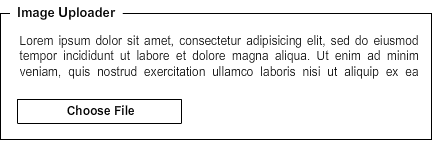 Image Uploader
Lorem ipsum dolor sit amet, consectetur adipisicing elit, sed do eiusmod
tempor incididunt ut labore et dolore magna aliqua. Ut enim ad minim
veniam, quis nostrud exercitation ullamco laboris nisi ut aliquip ex ea
Choose File